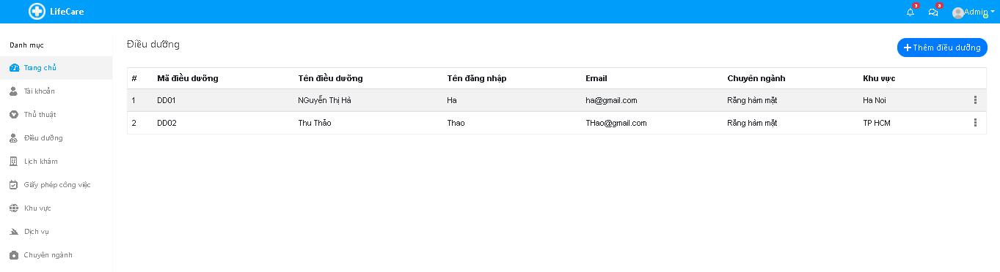 LifeCare
3
8
Admin
Danh mục
Trang chủ
Tài khoản
Thủ thuật
Điều dưỡng
Lịch khám
Giấy phép công việc
Khu vực
Dịch vụ
Chuyên ngành
Điều dưỡng
Thêm điều dưỡng
# Mã điều dưỡng Tên điều dưỡng Tên đăng nhập Email Chuyên ngành Khu vực
1 DD01 NGuyễn Thị Hà Ha ha@gmail.com Răng hàm mặt Ha Noi
2 DD02 Thu Thảo Thao THao@gmail.com Răng hàm mặt TP HCM